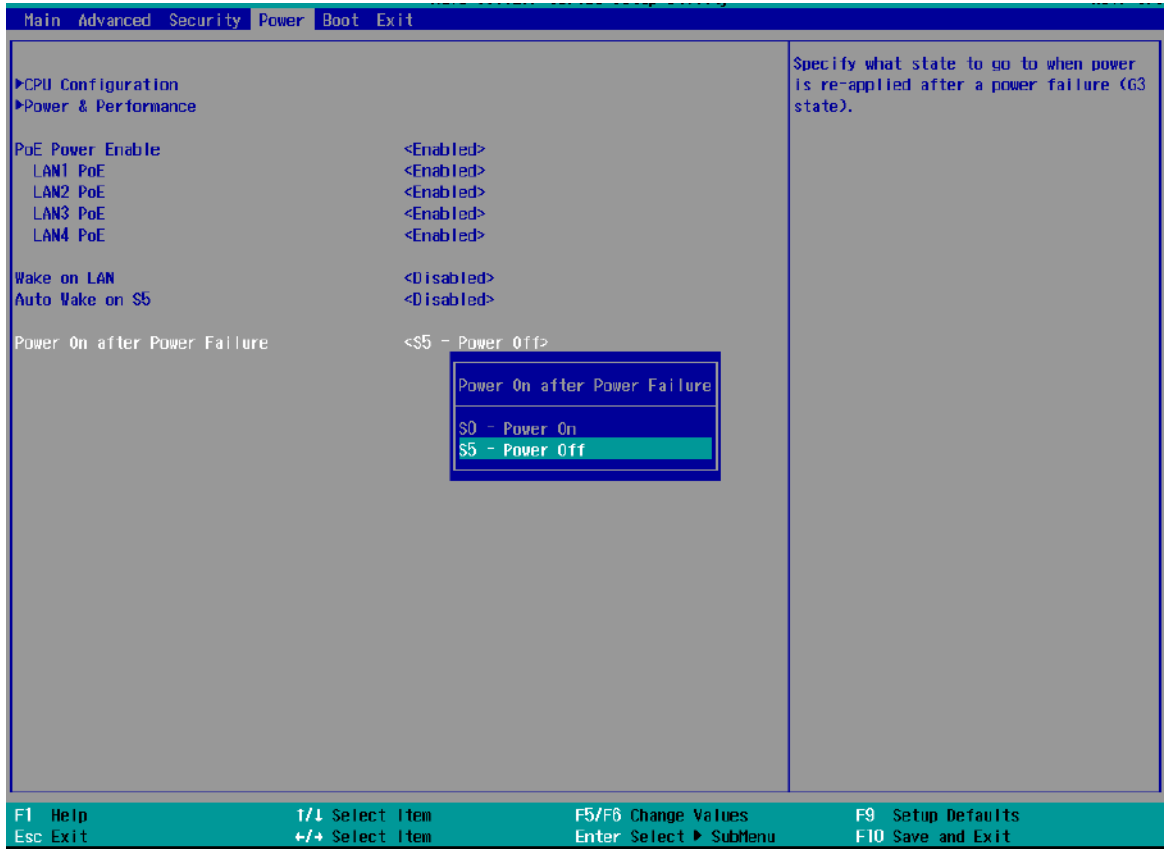 Main Advanced Security Power Boot Exit
▶CPU Configuration
▶Power & Performance
PoE Power Enable <Enabled>
LAN1 PoE <Enabled>
LAN2 PoE <Enabled>
LAN3 PoE <Enabled>
LAN4 PoE <Enabled>
Wake on LAN <Disabled>
Auto Wake on S5 <Disabled>
Power On after Power Failure <S5 - Power Off>
Power On after Power Failure
S0 - Power On
S5 - Power Off
Specify what state to go to when power
is re-applied after a power failure (G3
state).
F1 Help ↑/↓ Select Item F5/F6 Change Values F9 Setup Defaults
Esc Exit ←/→ Select Item Enter Select ▶ SubMenu F10 Save and Exit